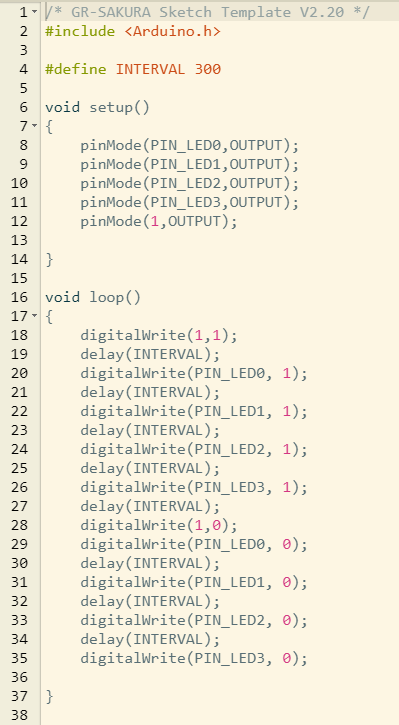 1 /* GR-SAKURA Sketch Template V2.20 */
2 #include <Arduino.h>
3
4 #define INTERVAL 300
5
6 void setup()
7 {
8     pinMode(PIN_LED0,OUTPUT);
9     pinMode(PIN_LED1,OUTPUT);
10     pinMode(PIN_LED2,OUTPUT);
11     pinMode(PIN_LED3,OUTPUT);
12     pinMode(1,OUTPUT);
13
14 }
15
16 void loop()
17 {
18     digitalWrite(1,1);
19     delay(INTERVAL);
20     digitalWrite(PIN_LED0, 1);
21     delay(INTERVAL);
22     digitalWrite(PIN_LED1, 1);
23     delay(INTERVAL);
24     digitalWrite(PIN_LED2, 1);
25     delay(INTERVAL);
26     digitalWrite(PIN_LED3, 1);
27     delay(INTERVAL);
28     digitalWrite(1,0);
29     digitalWrite(PIN_LED0, 0);
30     delay(INTERVAL);
31     digitalWrite(PIN_LED1, 0);
32     delay(INTERVAL);
33     digitalWrite(PIN_LED2, 0);
34     delay(INTERVAL);
35     digitalWrite(PIN_LED3, 0);
36
37 }
38